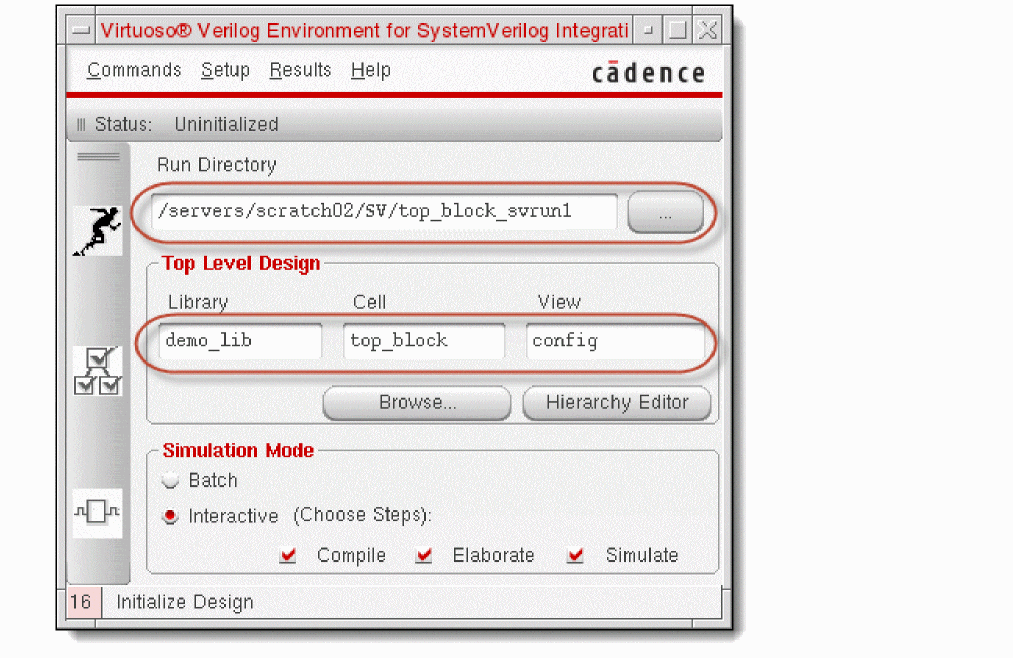 Virtuoso® Verilog Environment for SystemVerilog Integrati
Commands Setup Results Help
cādence
Status: Uninitialized
Run Directory
/servers/scratch02/SV/top_block_svrun1
...
Top Level Design
Library Cell View
demo_lib top_block config
Browse... Hierarchy Editor
Simulation Mode
Batch
Interactive (Choose Steps):
Compile Elaborate Simulate
16 Initialize Design